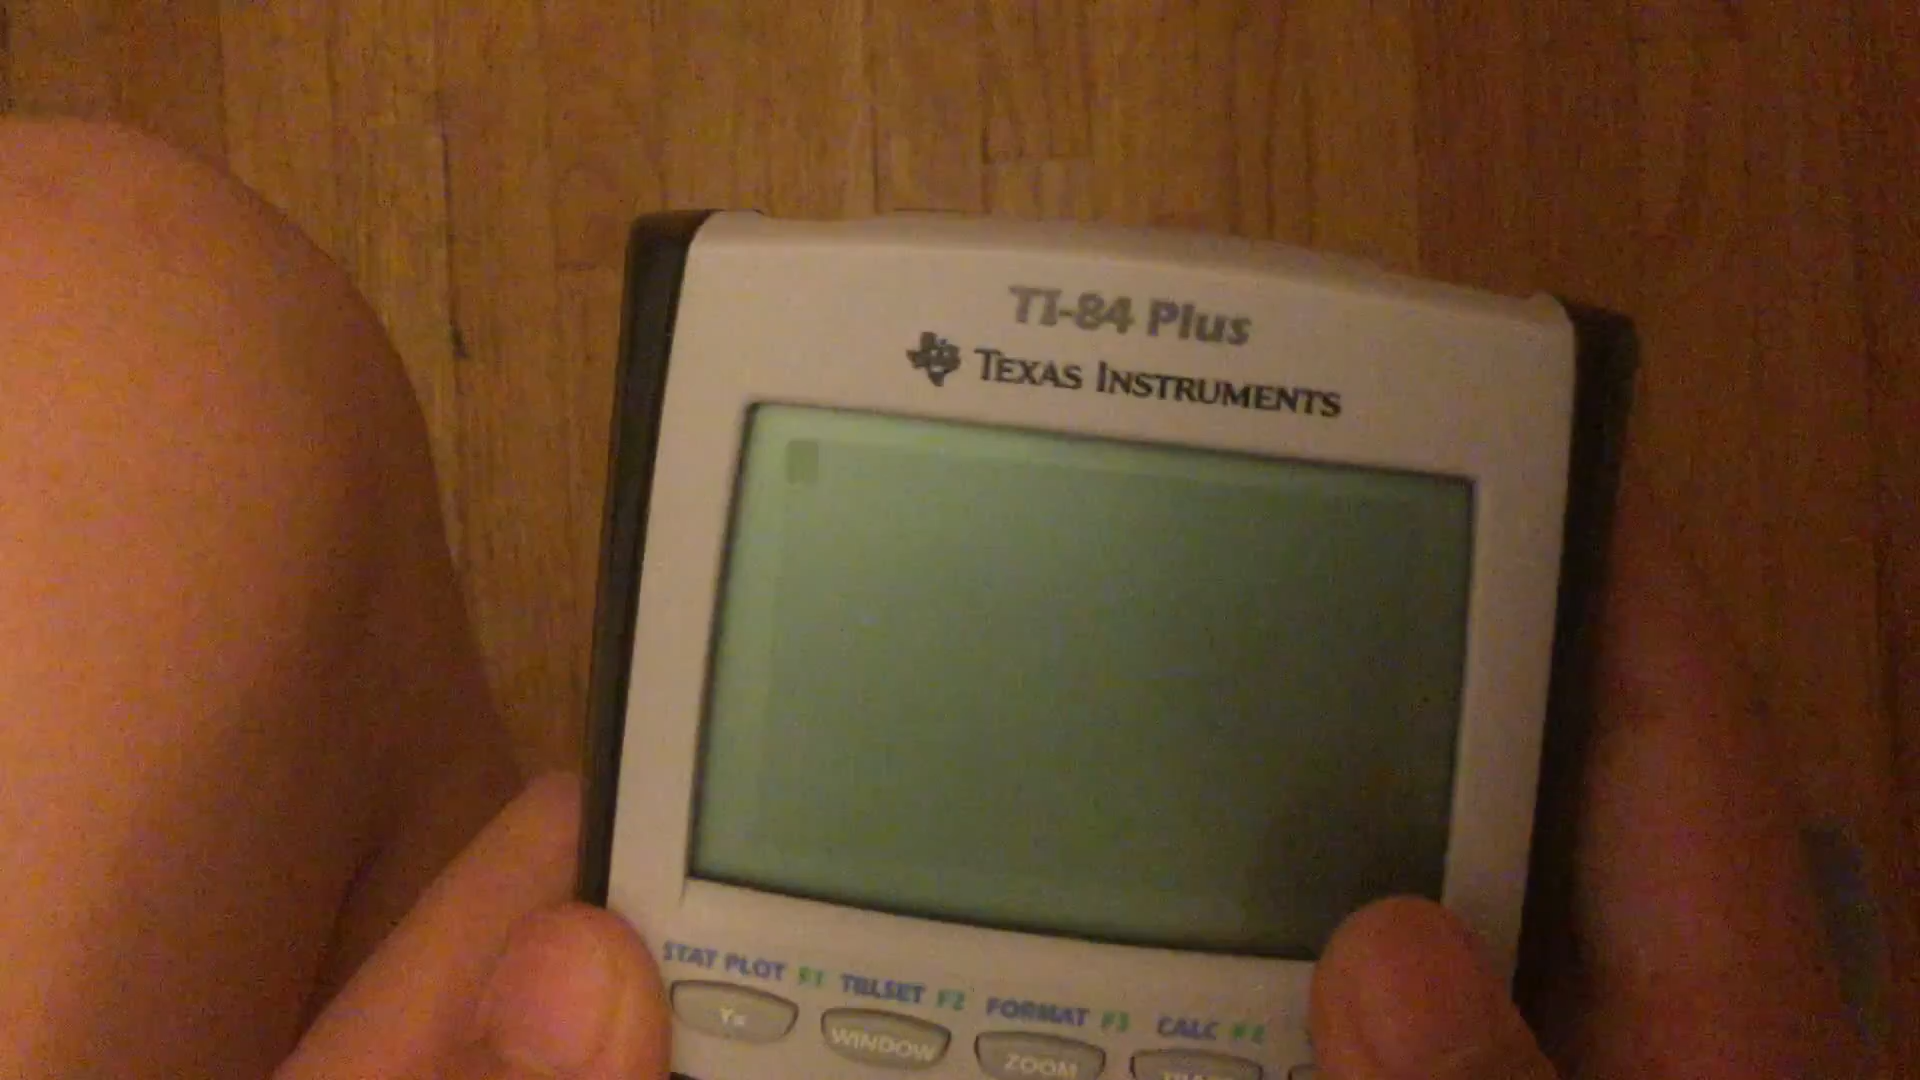 TI-84 Plus
TEXAS INSTRUMENTS
STAT PLOT F1 TBLSET F2 FORMAT F3 CALC F4
Y= WINDOW ZOOM